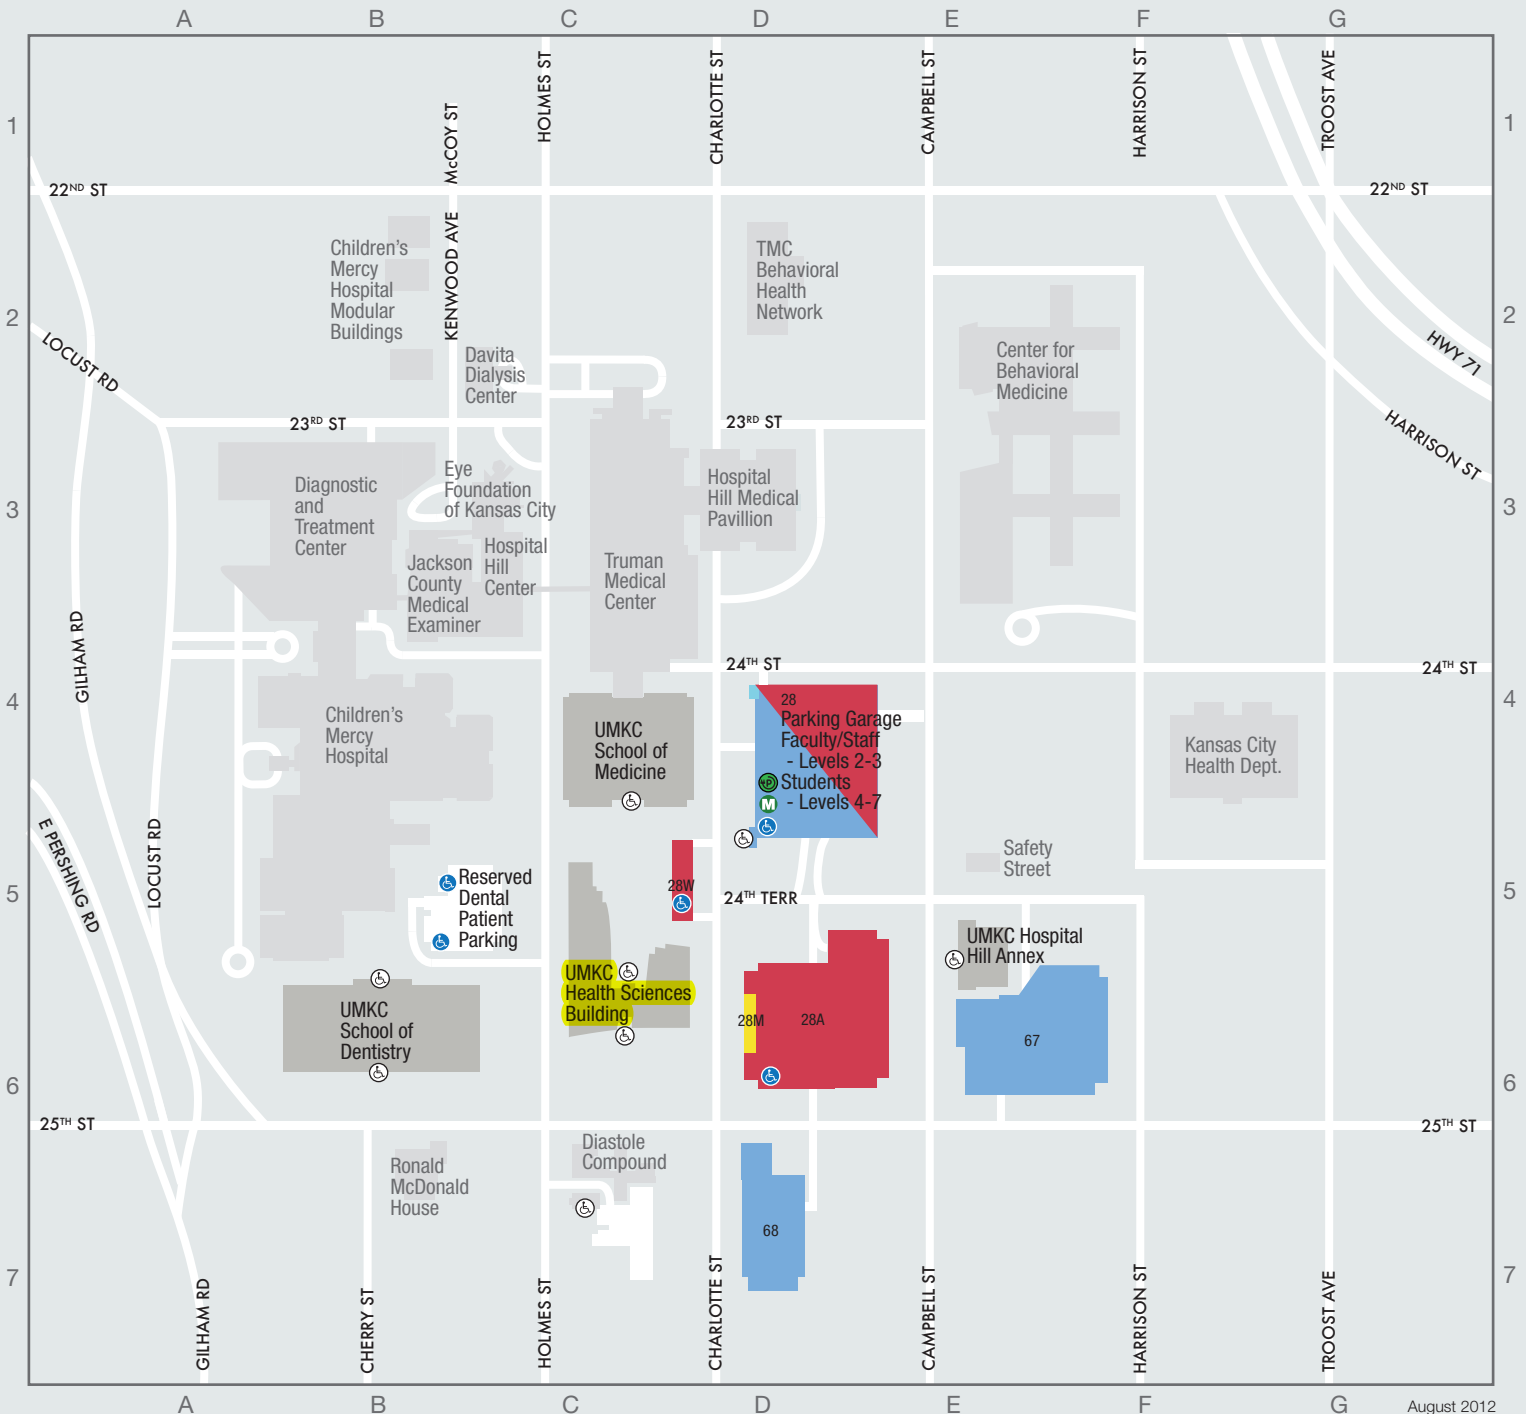 A B C D E F G
McCOY ST
HOLMES ST
CHARLOTTE ST
CAMPBELL ST
HARRISON ST
TROOST AVE
1
1
22ND ST
22ND ST
KENWOOD AVE
Children's
Mercy
Hospital
Modular
Buildings
TMC
Behavioral
Health
Network
2
2
LOCUST RD
Davita
Dialysis
Center
Center for
Behavioral
Medicine
HWY 71
HARRISON ST
23RD ST
23RD ST
Diagnostic
and
Treatment
Center
Eye
Foundation
of Kansas City
Hospital
Hill Medical
Pavillion
3
3
Jackson
County
Medical
Examiner
Hospital
Hill
Center
Truman
Medical
Center
GILHAM RD
24TH ST
24TH ST
4
4
Children's
Mercy
Hospital
UMKC
School of
Medicine
28
Parking Garage
Faculty/Staff
- Levels 2-3
Students
- Levels 4-7
M
Kansas City
Health Dept.
E PERSHING RD
LOCUST RD
Safety
Street
5
5
Reserved
Dental
Patient
Parking
28W
24TH TERR
UMKC Hospital
Hill Annex
UMKC
Health Sciences
Building
UMKC
School of
Dentistry
28M
28A
67
6
6
25TH ST
25TH ST
Ronald
McDonald
House
Diastole
Compound
68
7
7
GILHAM RD
CHERRY ST
HOLMES ST
CHARLOTTE ST
CAMPBELL ST
HARRISON ST
TROOST AVE
A B C D E F G
August 2012